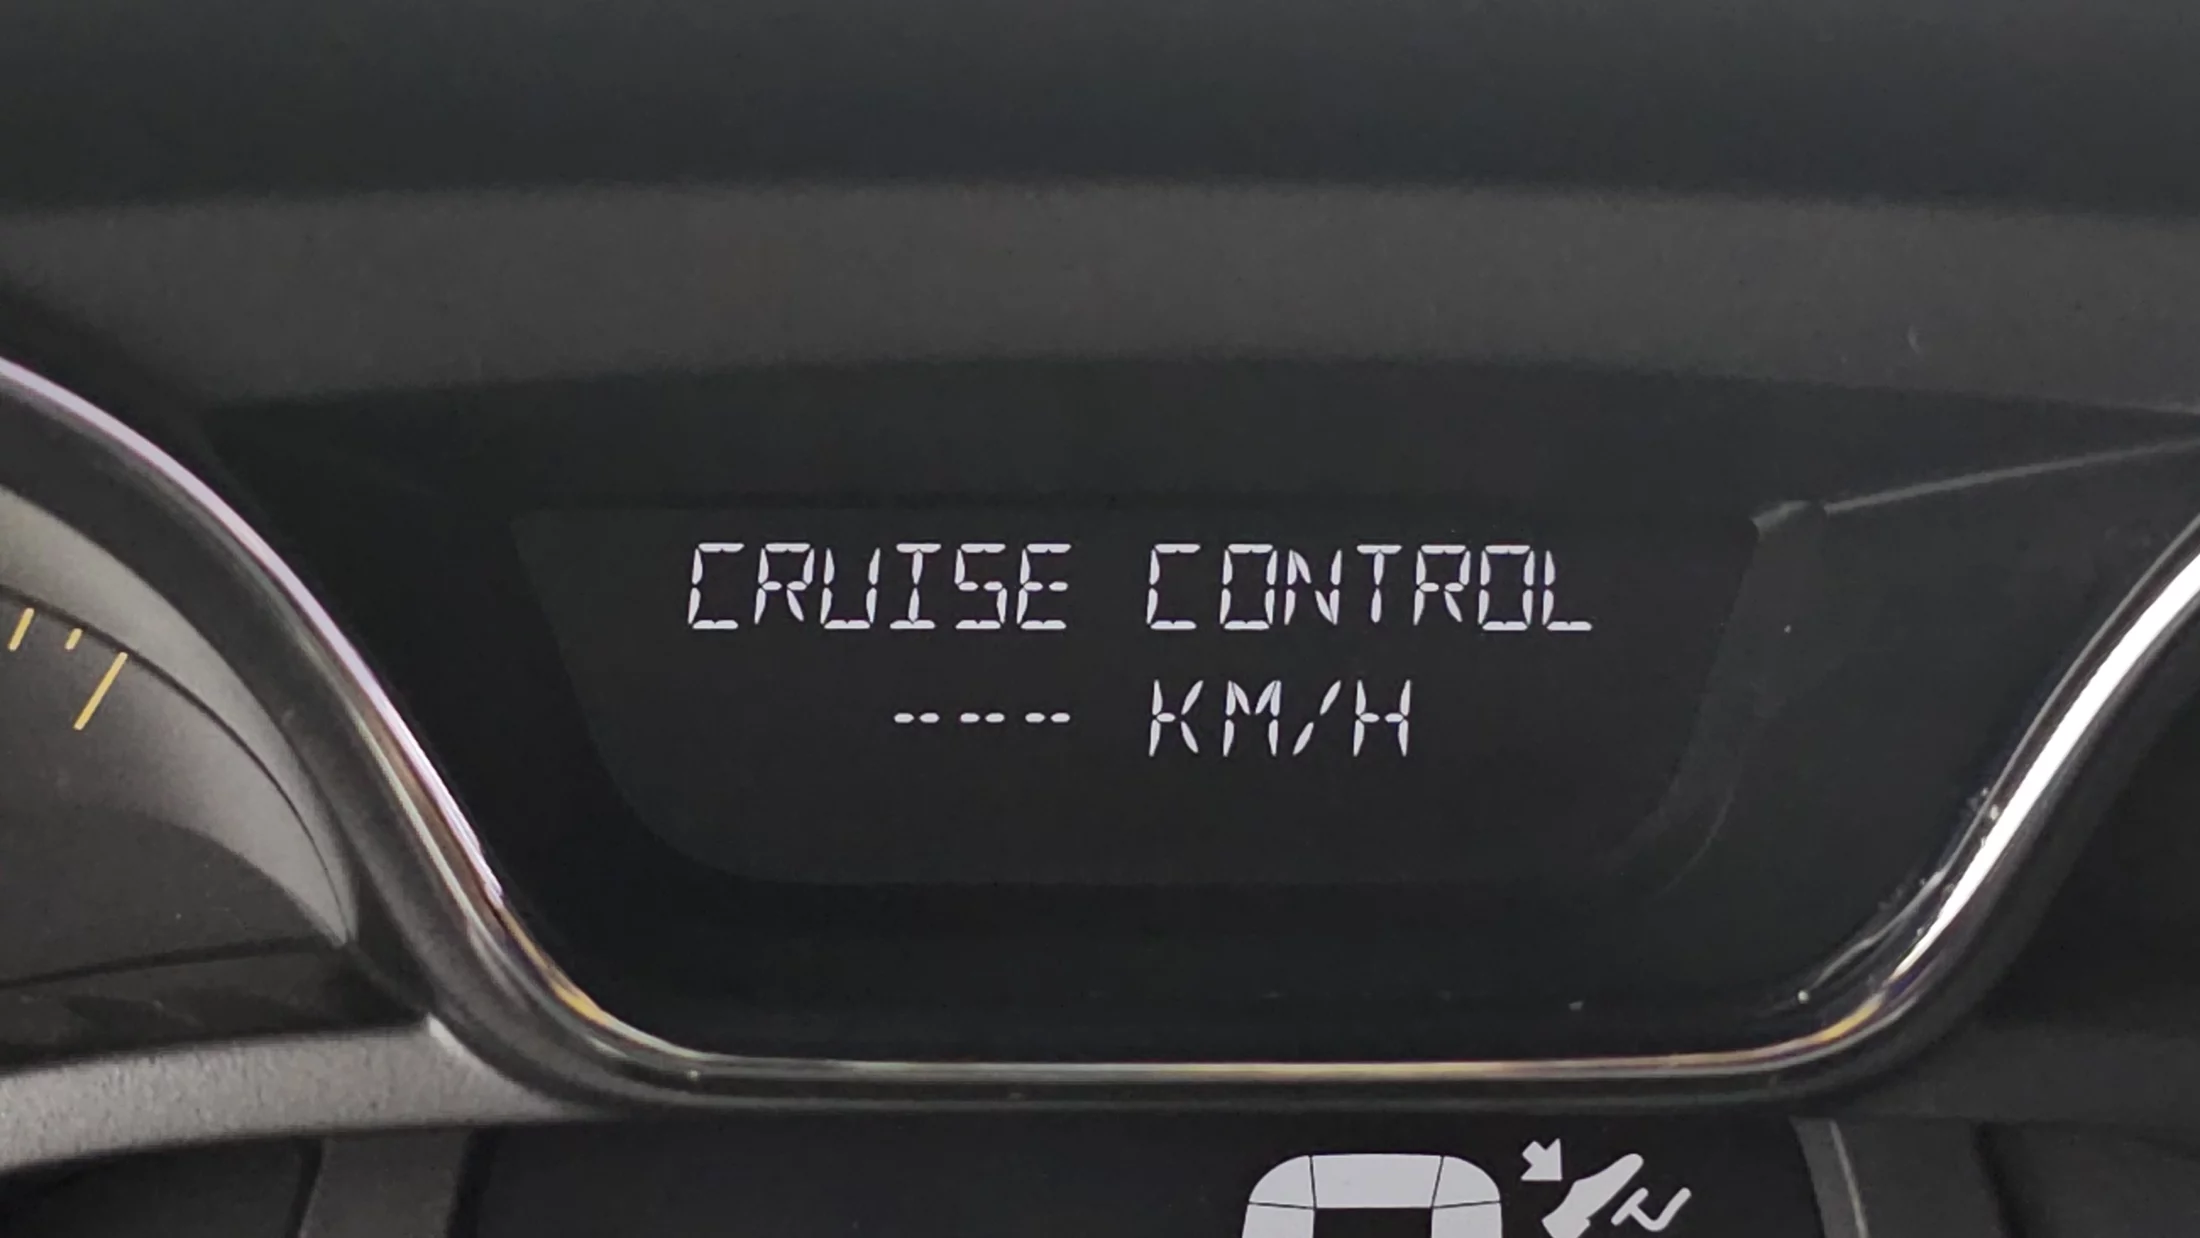 CRUISE CONTROL
--- KM/H